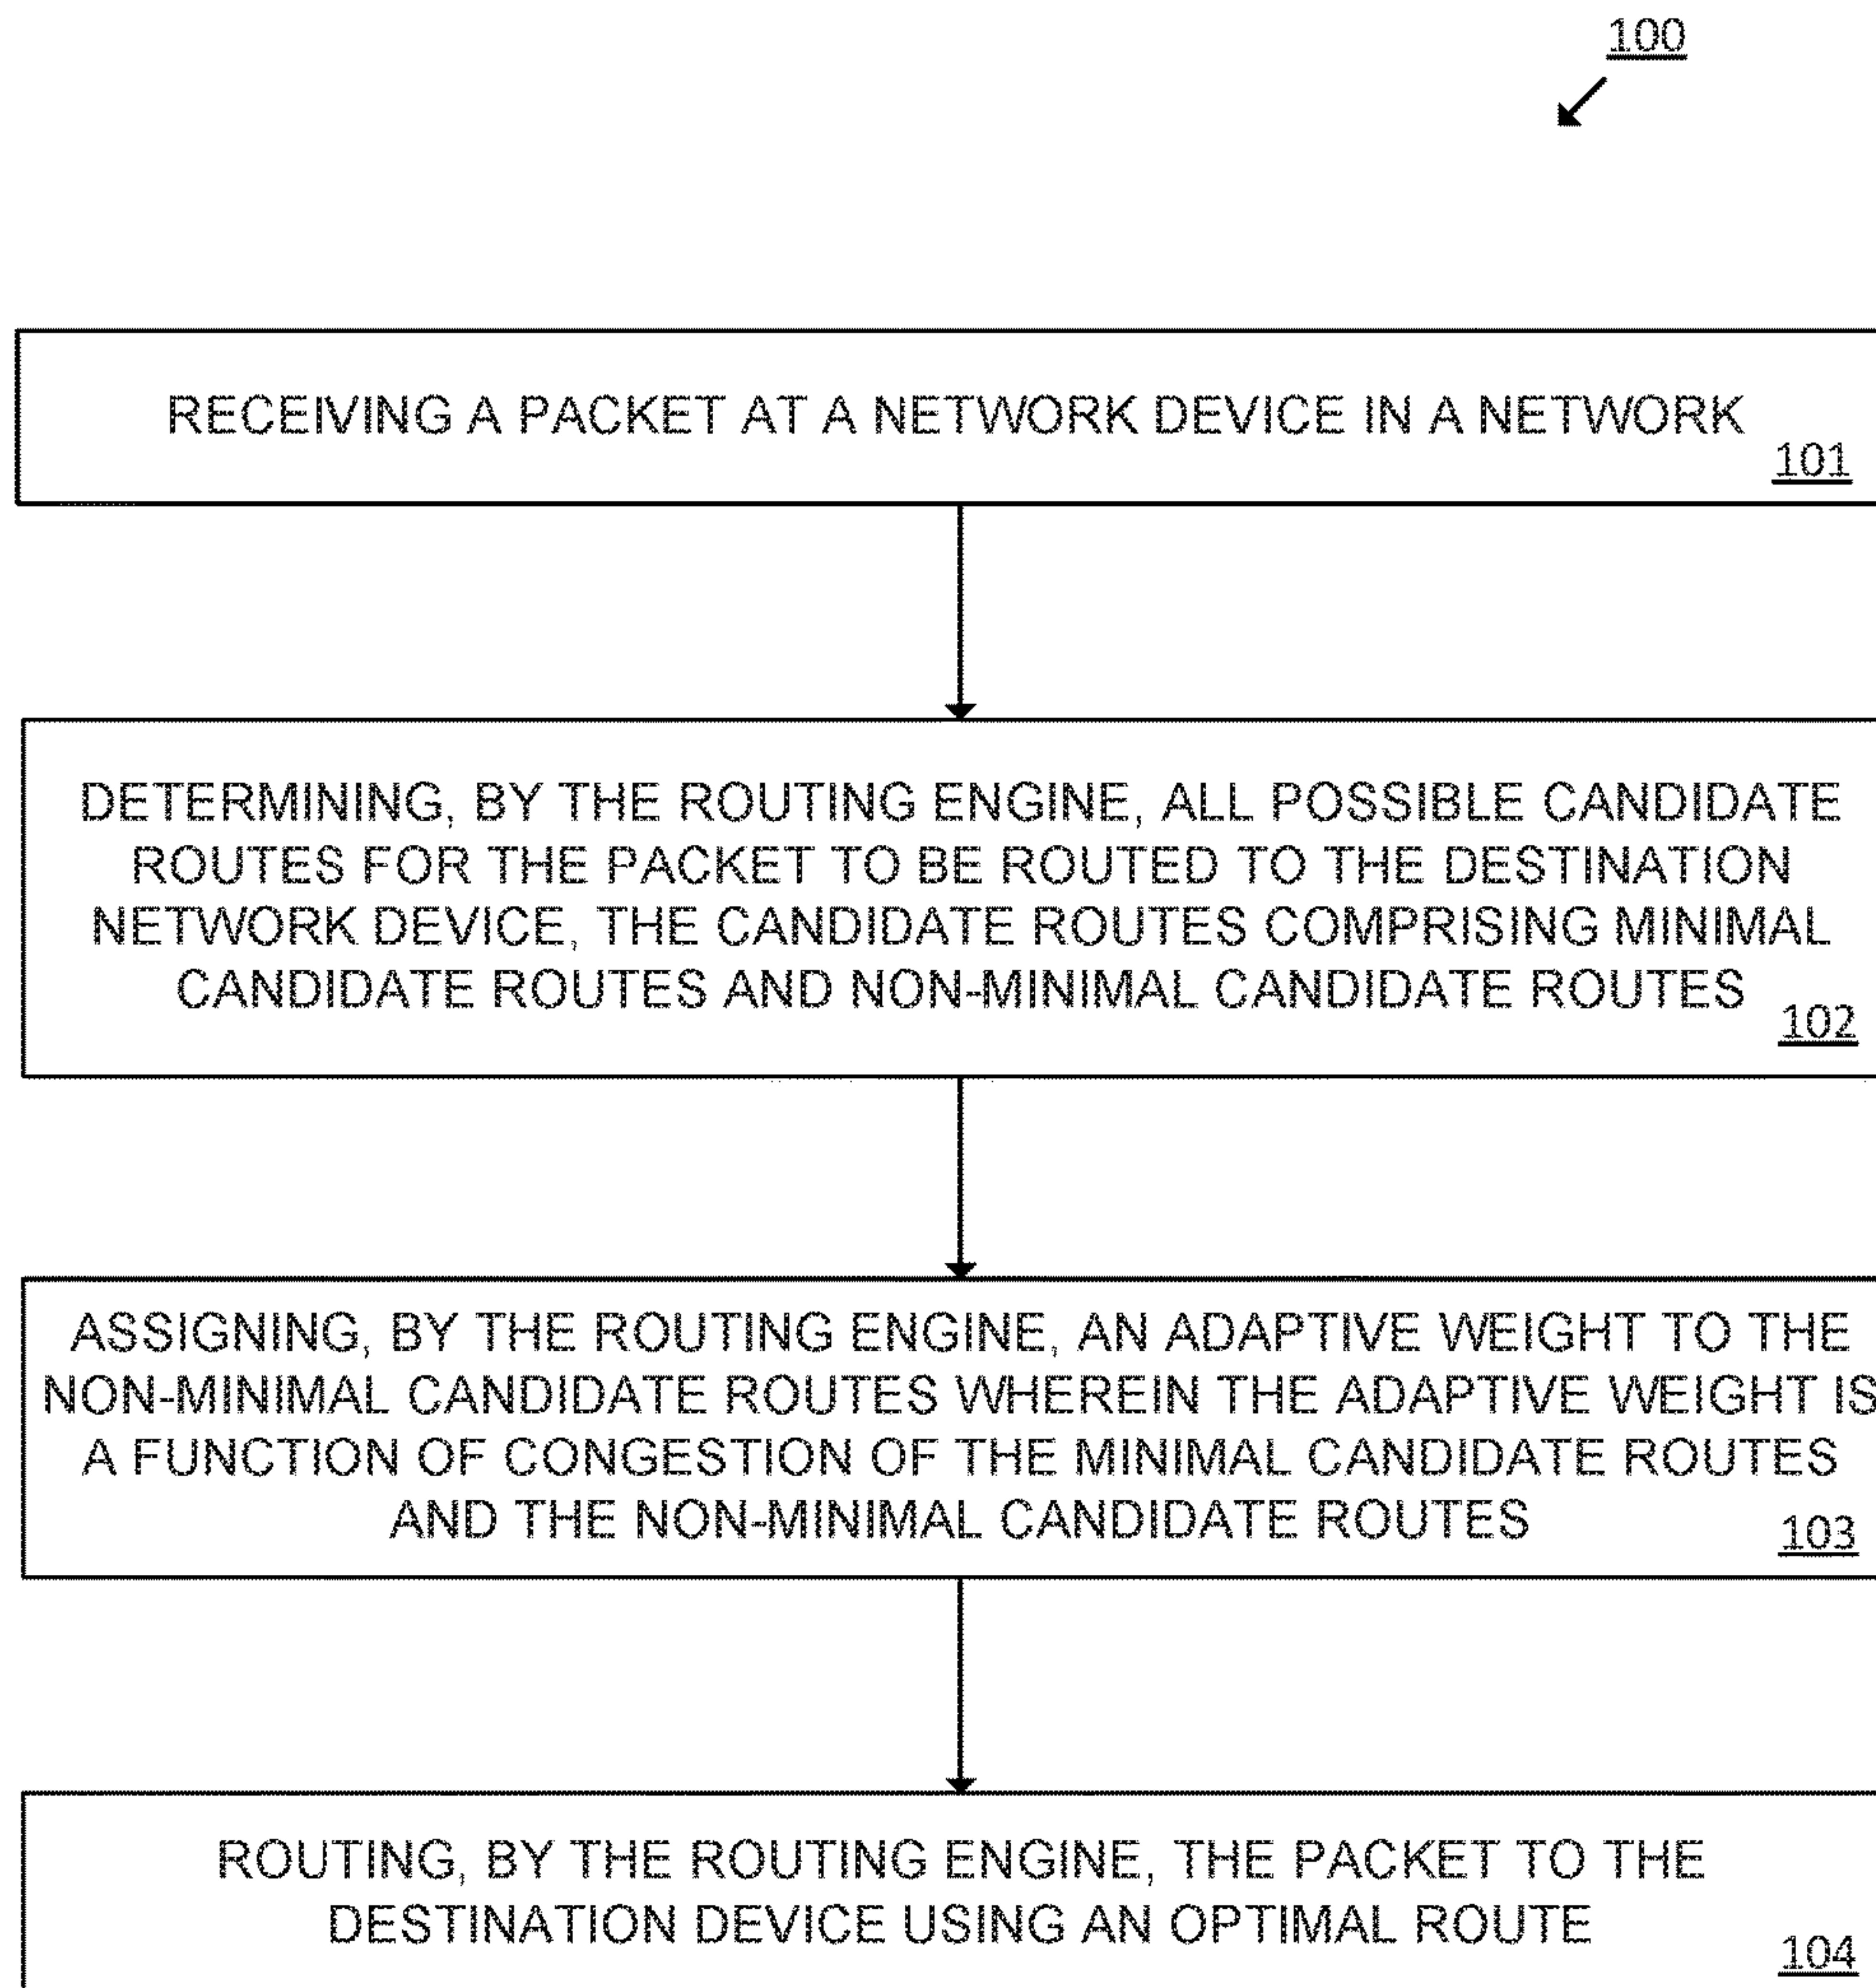 100
RECEIVING A PACKET AT A NETWORK DEVICE IN A NETWORK
101
DETERMINING, BY THE ROUTING ENGINE, ALL POSSIBLE CANDIDATE
ROUTES FOR THE PACKET TO BE ROUTED TO THE DESTINATION
NETWORK DEVICE, THE CANDIDATE ROUTES COMPRISING MINIMAL
CANDIDATE ROUTES AND NON-MINIMAL CANDIDATE ROUTES
102
ASSIGNING, BY THE ROUTING ENGINE, AN ADAPTIVE WEIGHT TO THE
NON-MINIMAL CANDIDATE ROUTES WHEREIN THE ADAPTIVE WEIGHT IS
A FUNCTION OF CONGESTION OF THE MINIMAL CANDIDATE ROUTES
AND THE NON-MINIMAL CANDIDATE ROUTES
103
ROUTING, BY THE ROUTING ENGINE, THE PACKET TO THE
DESTINATION DEVICE USING AN OPTIMAL ROUTE
104